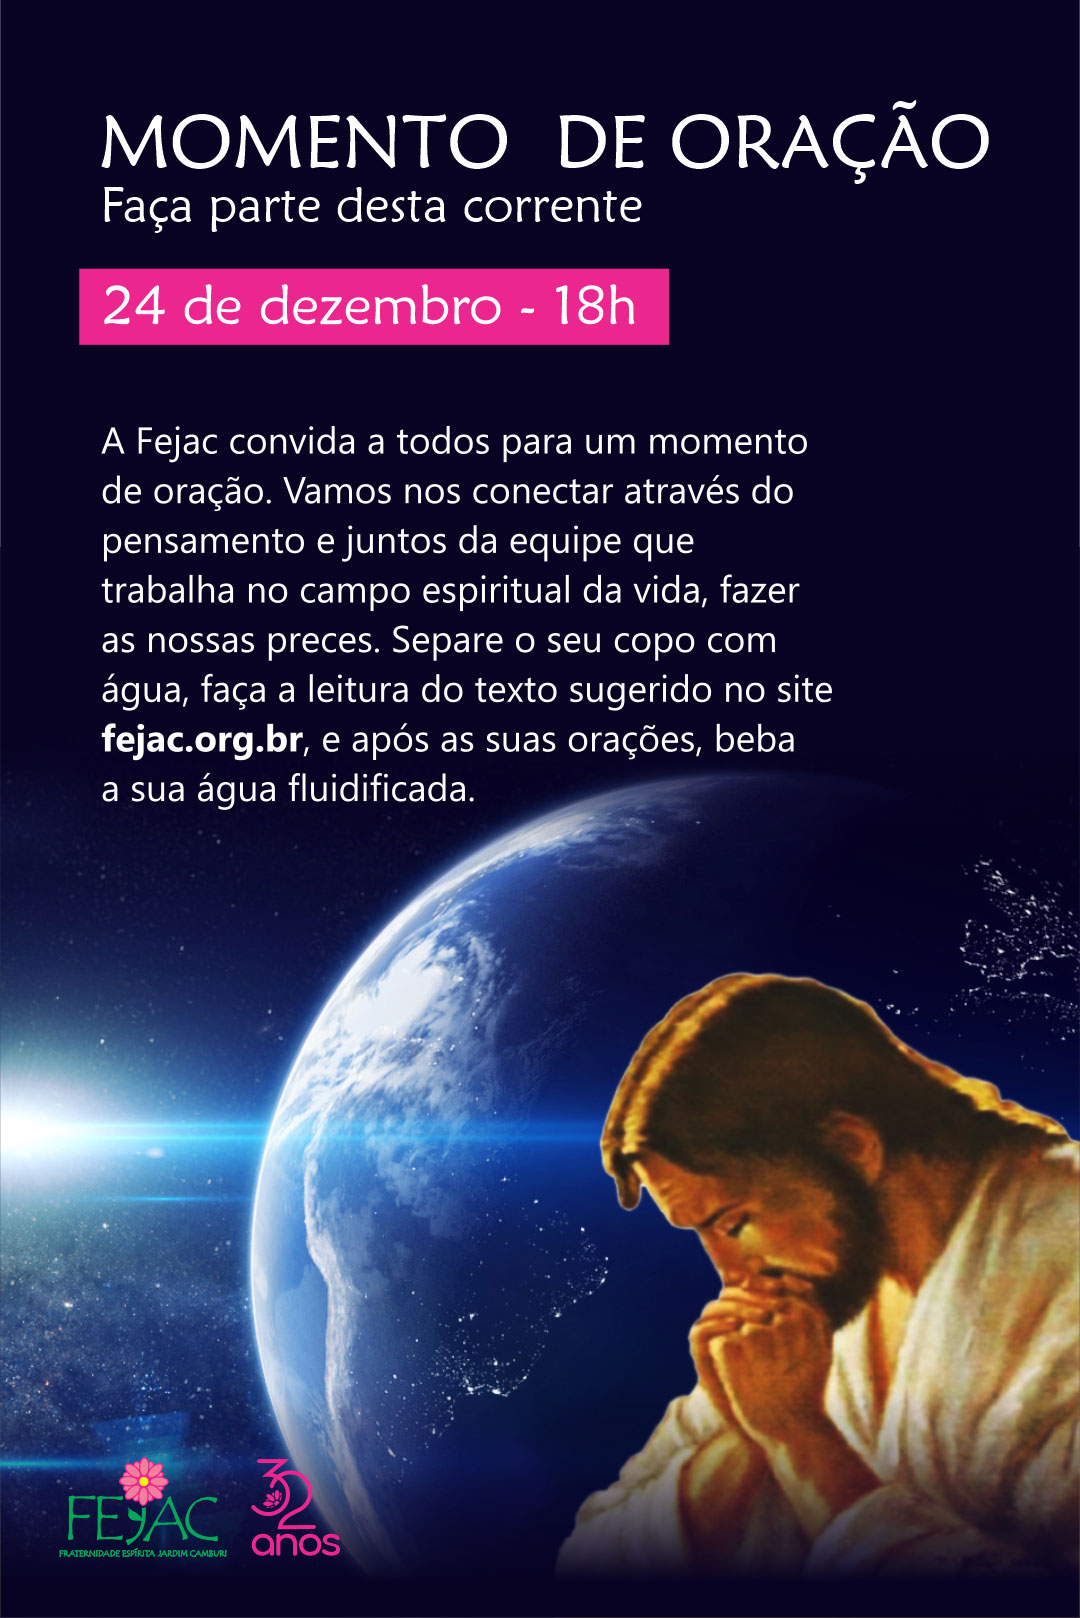 MOMENTO DE ORAÇÃO
Faça parte desta corrente
24 de dezembro - 18h
A Fejac convida a todos para um momento
de oração. Vamos nos conectar através do
pensamento e juntos da equipe que
trabalha no campo espiritual da vida, fazer
as nossas preces. Separe o seu copo com
água, faça a leitura do texto sugerido no site
fejac.org.br, e após as suas orações, beba
a sua água fluidificada.
FEJAC
FRATERNIDADE ESPÍRITA JARDIM CAMBURI
32
anos